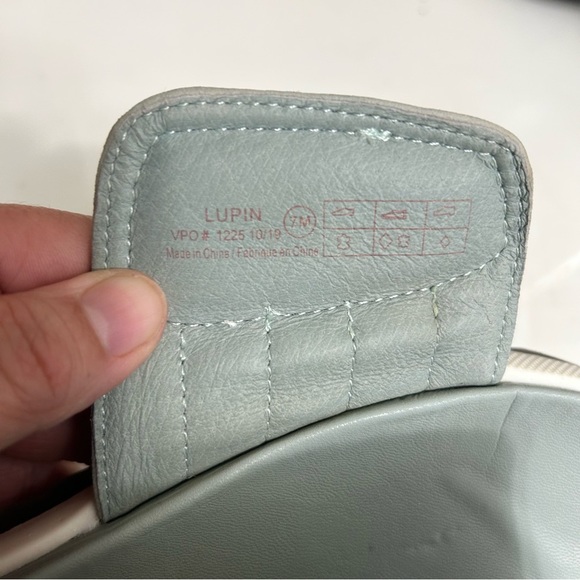 LUPIN 7M
VPO # 1225 10/19
Made in China / Fabriqué en Chine